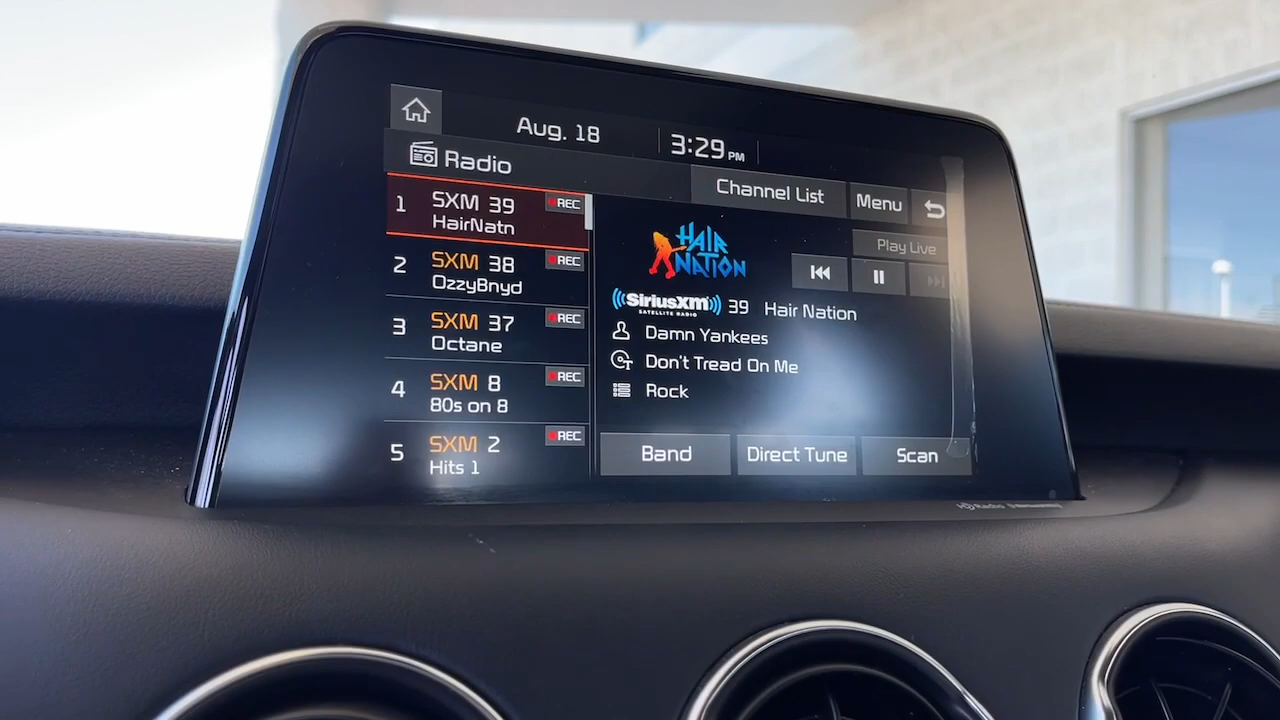 Aug. 18
3:29 PM
Radio
Channel List
Menu
1 SXM 39 REC
HairNatn
2 SXM 38 REC
OzzyBnyd
3 SXM 37 REC
Octane
4 SXM 8 REC
80s on 8
5 SXM 2 REC
Hits 1
HAIR
NATION
Play Live
((SiriusXM)) 39 Hair Nation
SATELLITE RADIO
Damn Yankees
Don't Tread On Me
Rock
Band
Direct Tune
Scan
HD Radio SiriusXM